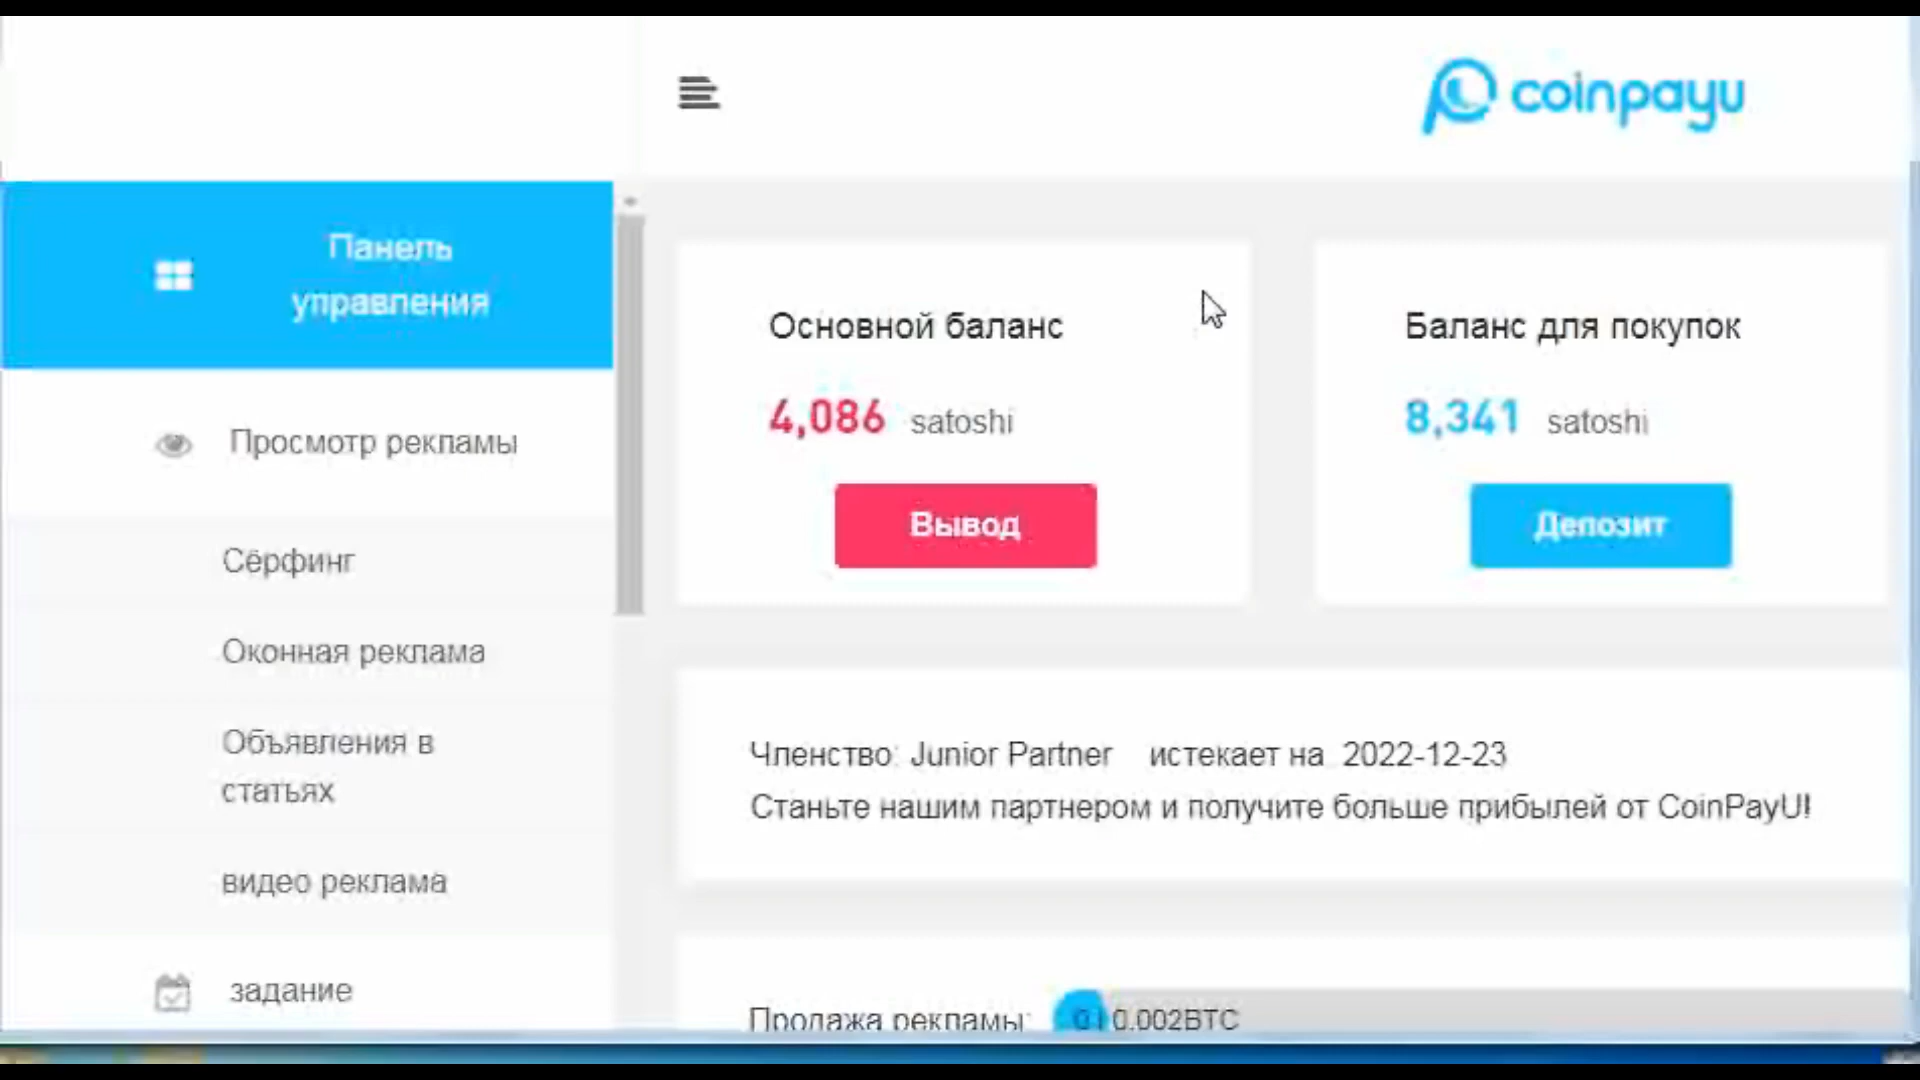 coinpayu
Панель
управления
Просмотр рекламы
Сёрфинг
Оконная реклама
Объявления в
статьях
видео реклама
задание
Основной баланс
4,086 satoshi
Вывод
Баланс для покупок
8,341 satoshi
Депозит
Членство: Junior Partner истекает на 2022-12-23
Станьте нашим партнером и получите больше прибылей от CoinPayU!
Продажа рекламы: 0 / 0.002BTC